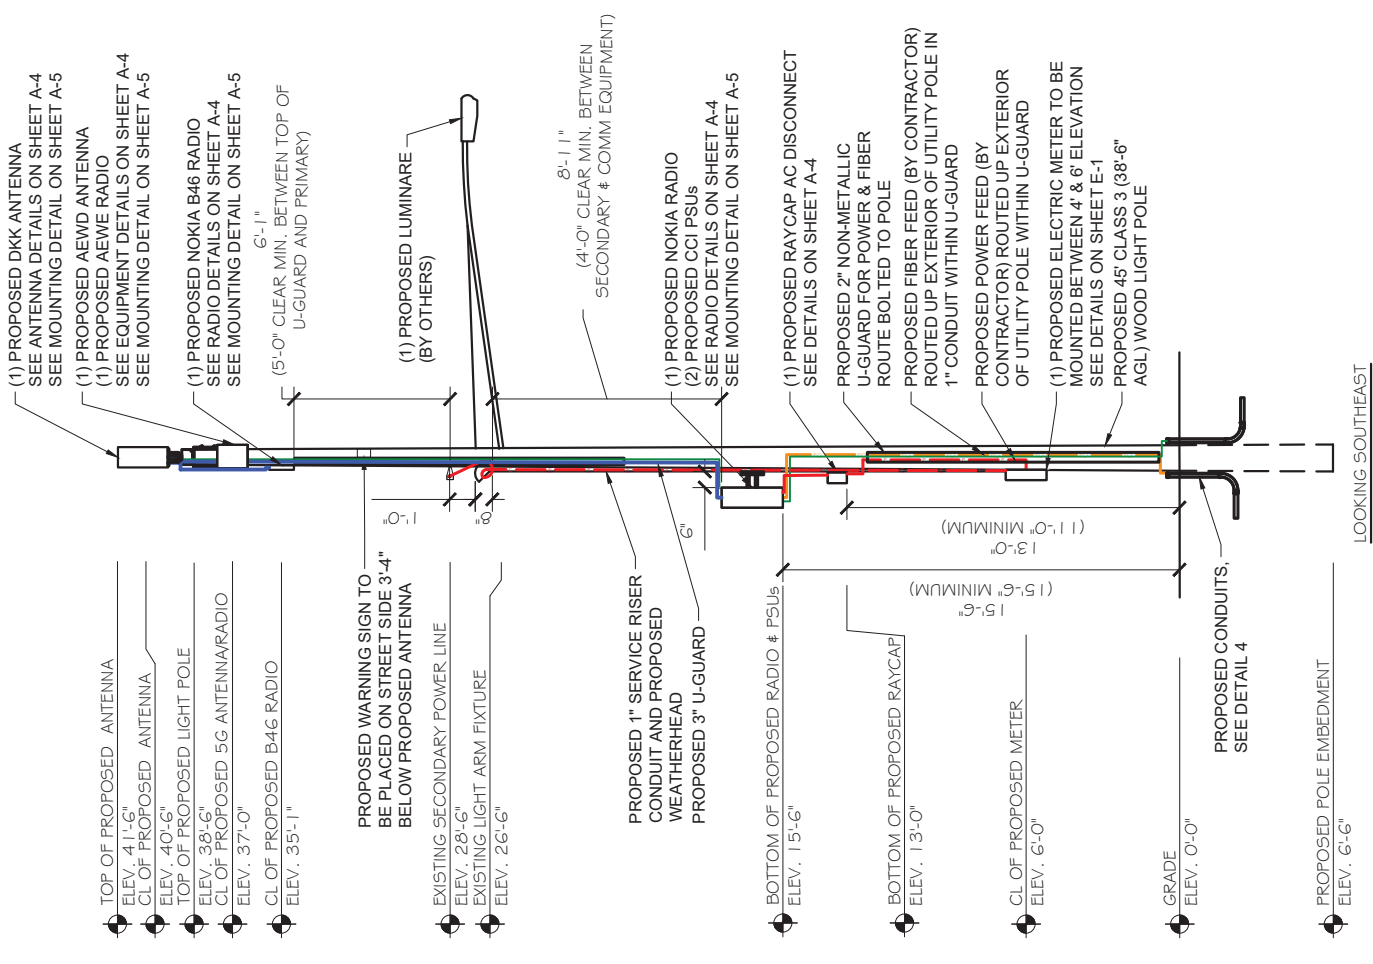 (1) PROPOSED DKK ANTENNA
SEE ANTENNA DETAILS ON SHEET A-4
SEE MOUNTING DETAIL ON SHEET A-5
(1) PROPOSED AEWD ANTENNA
(1) PROPOSED AEWE RADIO
SEE EQUIPMENT DETAILS ON SHEET A-4
SEE MOUNTING DETAIL ON SHEET A-5
(1) PROPOSED NOKIA B46 RADIO
SEE RADIO DETAILS ON SHEET A-4
SEE MOUNTING DETAIL ON SHEET A-5
6'-1"
(5'-0" CLEAR MIN. BETWEEN TOP OF
U-GUARD AND PRIMARY)
(1) PROPOSED LUMINARE
(BY OTHERS)
8'-11"
(4'-0" CLEAR MIN. BETWEEN
SECONDARY & COMM EQUIPMENT)
(1) PROPOSED NOKIA RADIO
(2) PROPOSED CCI PSUs
SEE RADIO DETAILS ON SHEET A-4
SEE MOUNTING DETAIL ON SHEET A-5
(1) PROPOSED RAYCAP AC DISCONNECT
SEE DETAILS ON SHEET A-4
PROPOSED 2" NON-METALLIC
U-GUARD FOR POWER & FIBER
ROUTE BOLTED TO POLE
PROPOSED FIBER FEED (BY CONTRACTOR)
ROUTED UP EXTERIOR OF UTILITY POLE IN
1" CONDUIT WITHIN U-GUARD
PROPOSED POWER FEED (BY
CONTRACTOR) ROUTED UP EXTERIOR
OF UTILITY POLE WITHIN U-GUARD
(1) PROPOSED ELECTRIC METER TO BE
MOUNTED BETWEEN 4' & 6' ELEVATION
SEE DETAILS ON SHEET E-1
PROPOSED 45' CLASS 3 (38'-6"
AGL) WOOD LIGHT POLE
1'-0"
8"
6"
13'-0"
(11'-0" MINIMUM)
15'-6"
(15'-6" MINIMUM)
PROPOSED WARNING SIGN TO
BE PLACED ON STREET SIDE 3'-4"
BELOW PROPOSED ANTENNA
PROPOSED 1" SERVICE RISER
CONDUIT AND PROPOSED
WEATHERHEAD
PROPOSED 3" U-GUARD
PROPOSED CONDUITS,
SEE DETAIL 4
TOP OF PROPOSED ANTENNA
ELEV. 41'-6"
CL OF PROPOSED ANTENNA
ELEV. 40'-6"
TOP OF PROPOSED LIGHT POLE
ELEV. 38'-6"
CL OF PROPOSED 5G ANTENNA/RADIO
ELEV. 37'-0"
CL OF PROPOSED B46 RADIO
ELEV. 35'-1"
EXISTING SECONDARY POWER LINE
ELEV. 28'-6"
EXISTING LIGHT ARM FIXTURE
ELEV. 26'-6"
BOTTOM OF PROPOSED RADIO & PSUs
ELEV. 15'-6"
BOTTOM OF PROPOSED RAYCAP
ELEV. 13'-0"
CL OF PROPOSED METER
ELEV. 6'-0"
GRADE
ELEV. 0'-0"
PROPOSED POLE EMBEDMENT
ELEV. 6'-6"
LOOKING SOUTHEAST